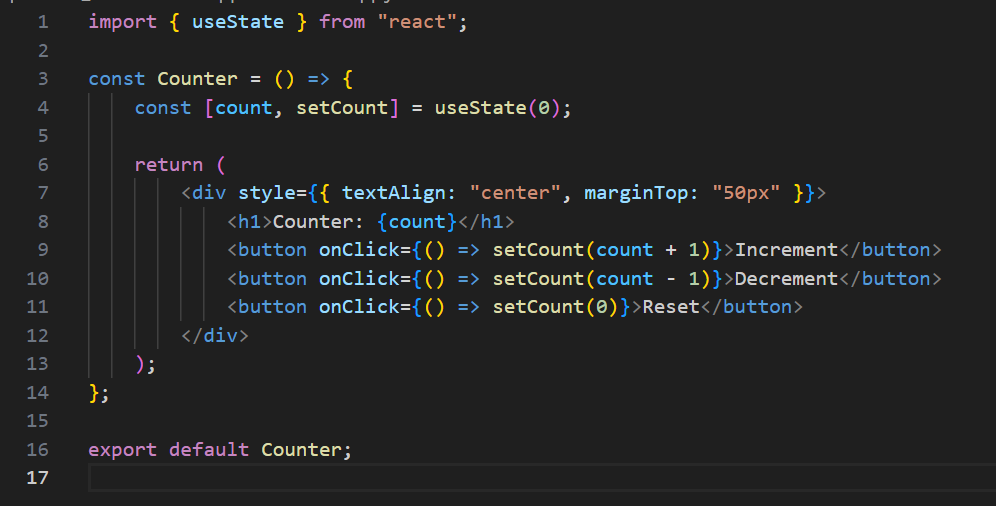 1 import { useState } from "react";
2
3 const Counter = () => {
4 const [count, setCount] = useState(0);
5
6 return (
7 <div style={{ textAlign: "center", marginTop: "50px" }}>
8 <h1>Counter: {count}</h1>
9 <button onClick={() => setCount(count + 1)}>Increment</button>
10 <button onClick={() => setCount(count - 1)}>Decrement</button>
11 <button onClick={() => setCount(0)}>Reset</button>
12 </div>
13 );
14 };
15
16 export default Counter;
17